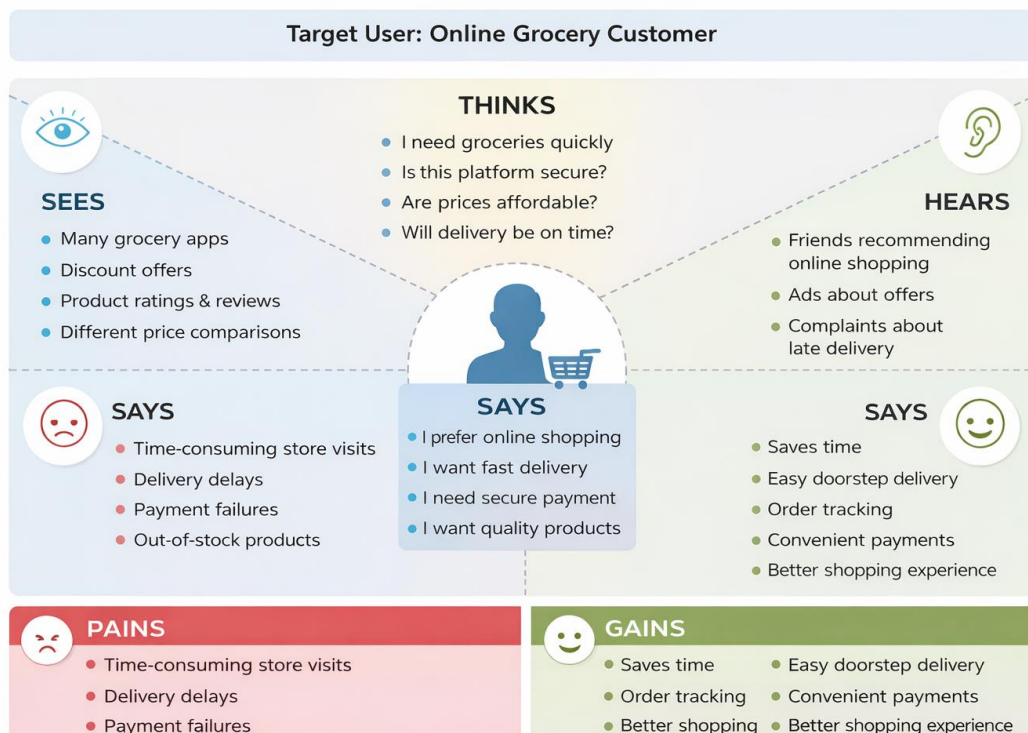 Target User: Online Grocery Customer
THINKS
I need groceries quickly
Is this platform secure?
Are prices affordable?
Will delivery be on time?
SEES
Many grocery apps
Discount offers
Product ratings & reviews
Different price comparisons
HEARS
Friends recommending
online shopping
Ads about offers
Complaints about
late delivery
SAYS
Time-consuming store visits
Delivery delays
Payment failures
Out-of-stock products
SAYS
I prefer online shopping
I want fast delivery
I need secure payment
I want quality products
SAYS
Saves time
Easy doorstep delivery
Order tracking
Convenient payments
Better shopping experience
PAINS
Time-consuming store visits
Delivery delays
Payment failures
GAINS
Saves time
Order tracking
Better shopping
Easy doorstep delivery
Convenient payments
Better shopping experience